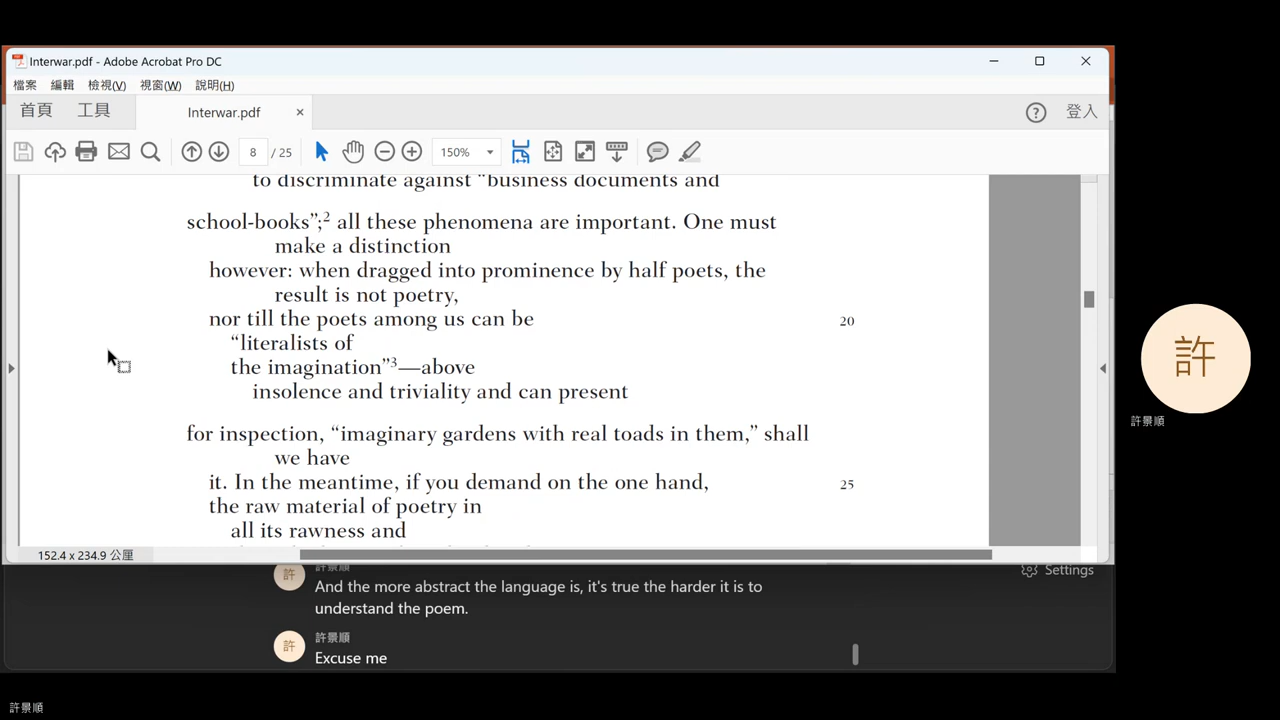 Interwar.pdf - Adobe Acrobat Pro DC
檔案 編輯 檢視(V) 視窗(W) 說明(H)
首頁 工具 Interwar.pdf × ? 登入
8 / 25 150%
to discriminate against “business documents and
school-books”;2 all these phenomena are important. One must
make a distinction
however: when dragged into prominence by half poets, the
result is not poetry,
nor till the poets among us can be 20
“literalists of
the imagination”3—above
insolence and triviality and can present
for inspection, “imaginary gardens with real toads in them,” shall
we have
it. In the meantime, if you demand on the one hand, 25
the raw material of poetry in
all its rawness and
152.4 x 234.9 公厘
許
許景順
許景順
許
And the more abstract the language is, it's true the harder it is to
understand the poem.
Settings
許景順
許
Excuse me
許景順